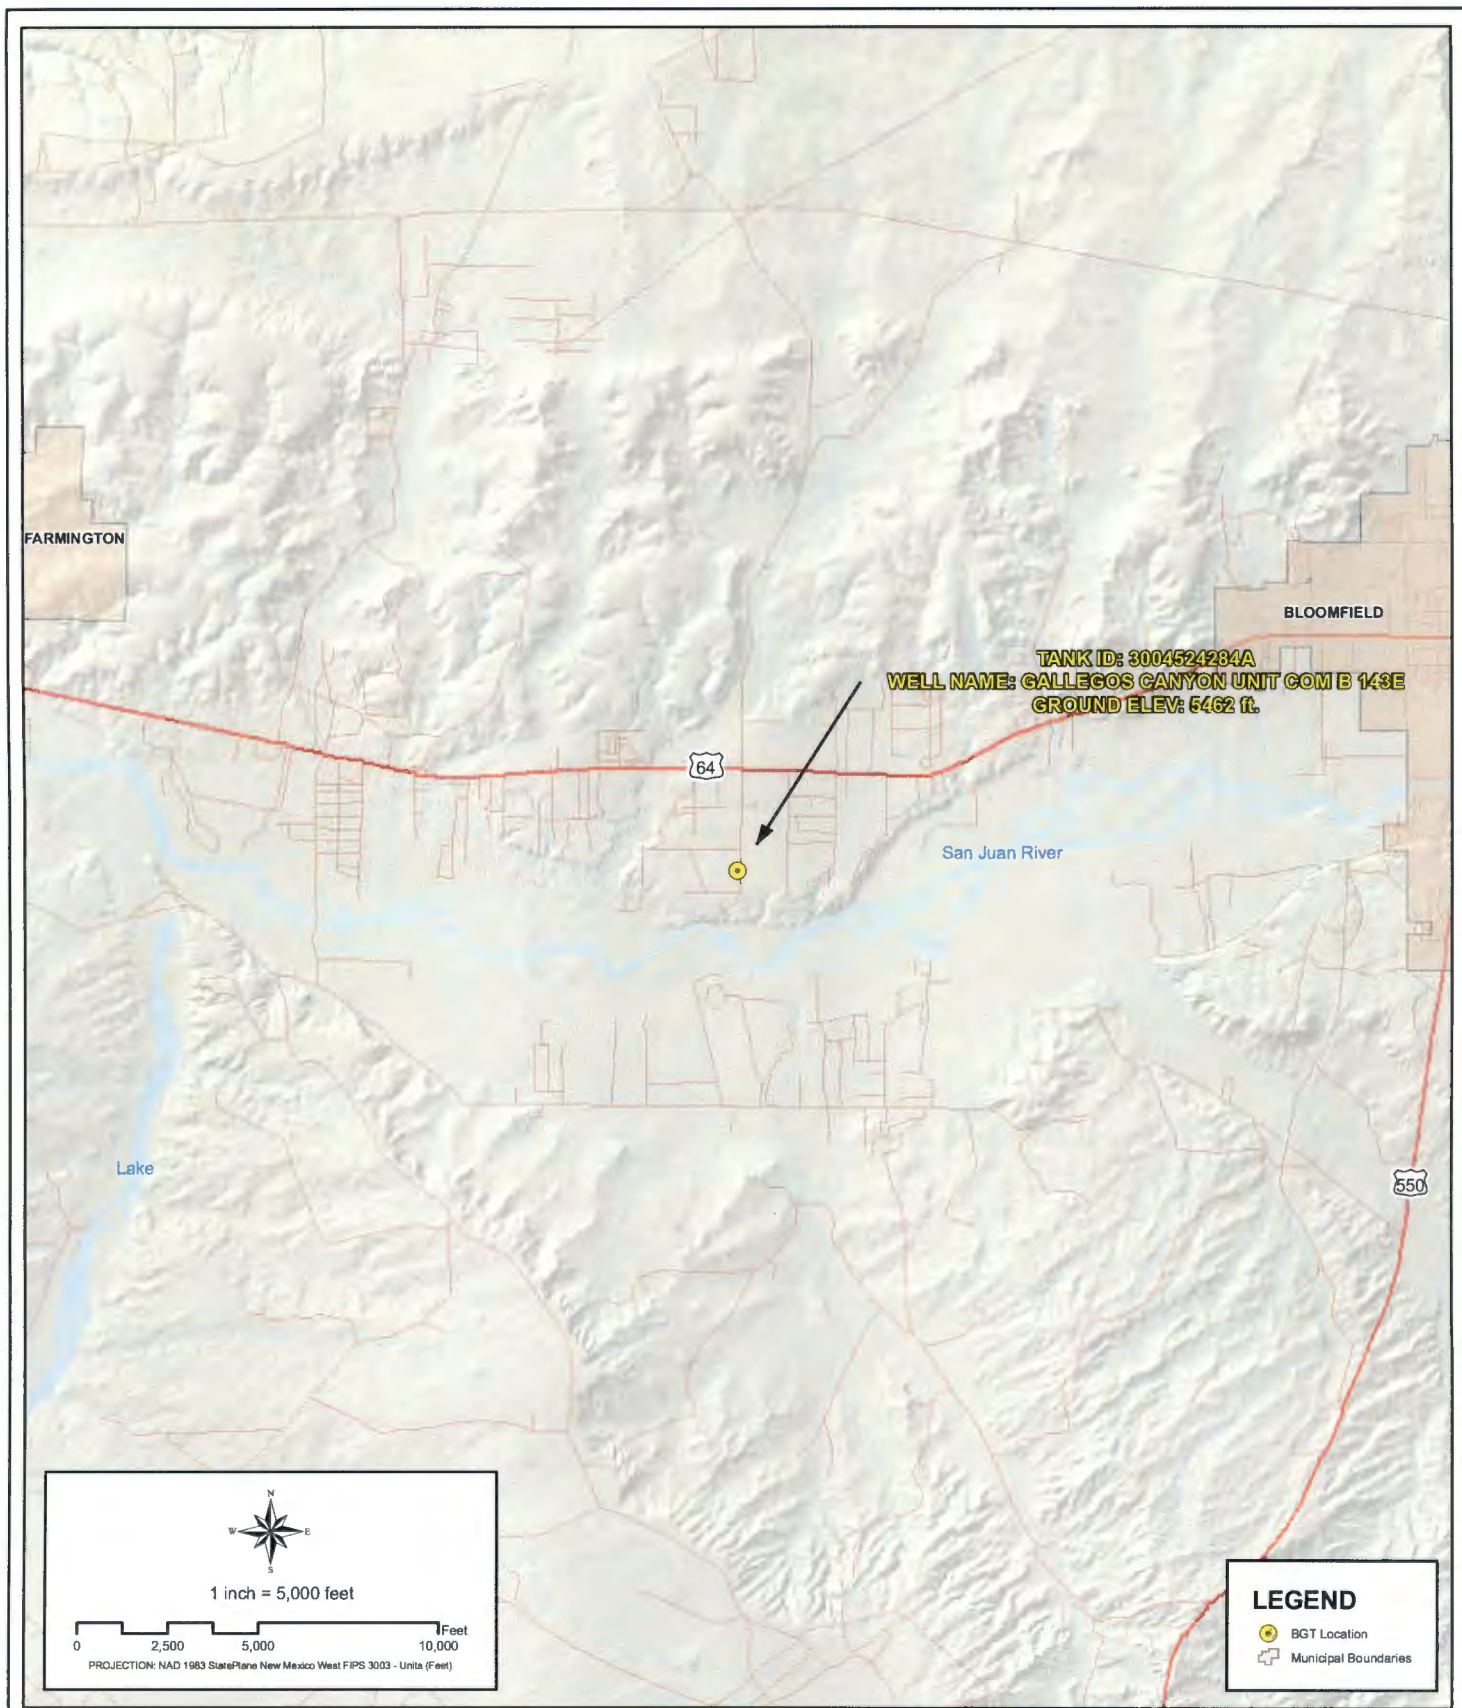 FARMINGTON
BLOOMFIELD
TANK ID: 3004524284A
WELL NAME: GALLEGOS CANYON UNIT COM B 143E
GROUND ELEV: 5462 ft.
64
San Juan River
Lake
550
N
W E
S
1 inch = 5,000 feet
Feet
0 2,500 5,000 10,000
PROJECTION: NAD 1983 StatePlane New Mexico West FIPS 3003 - Units (Feet)
LEGEND
BGT Location
Municipal Boundaries